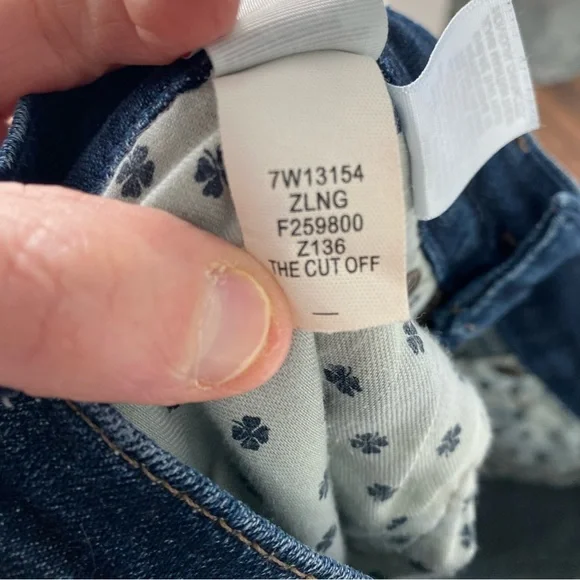 7W13154
ZLNG
F259800
Z136
THE CUT OFF